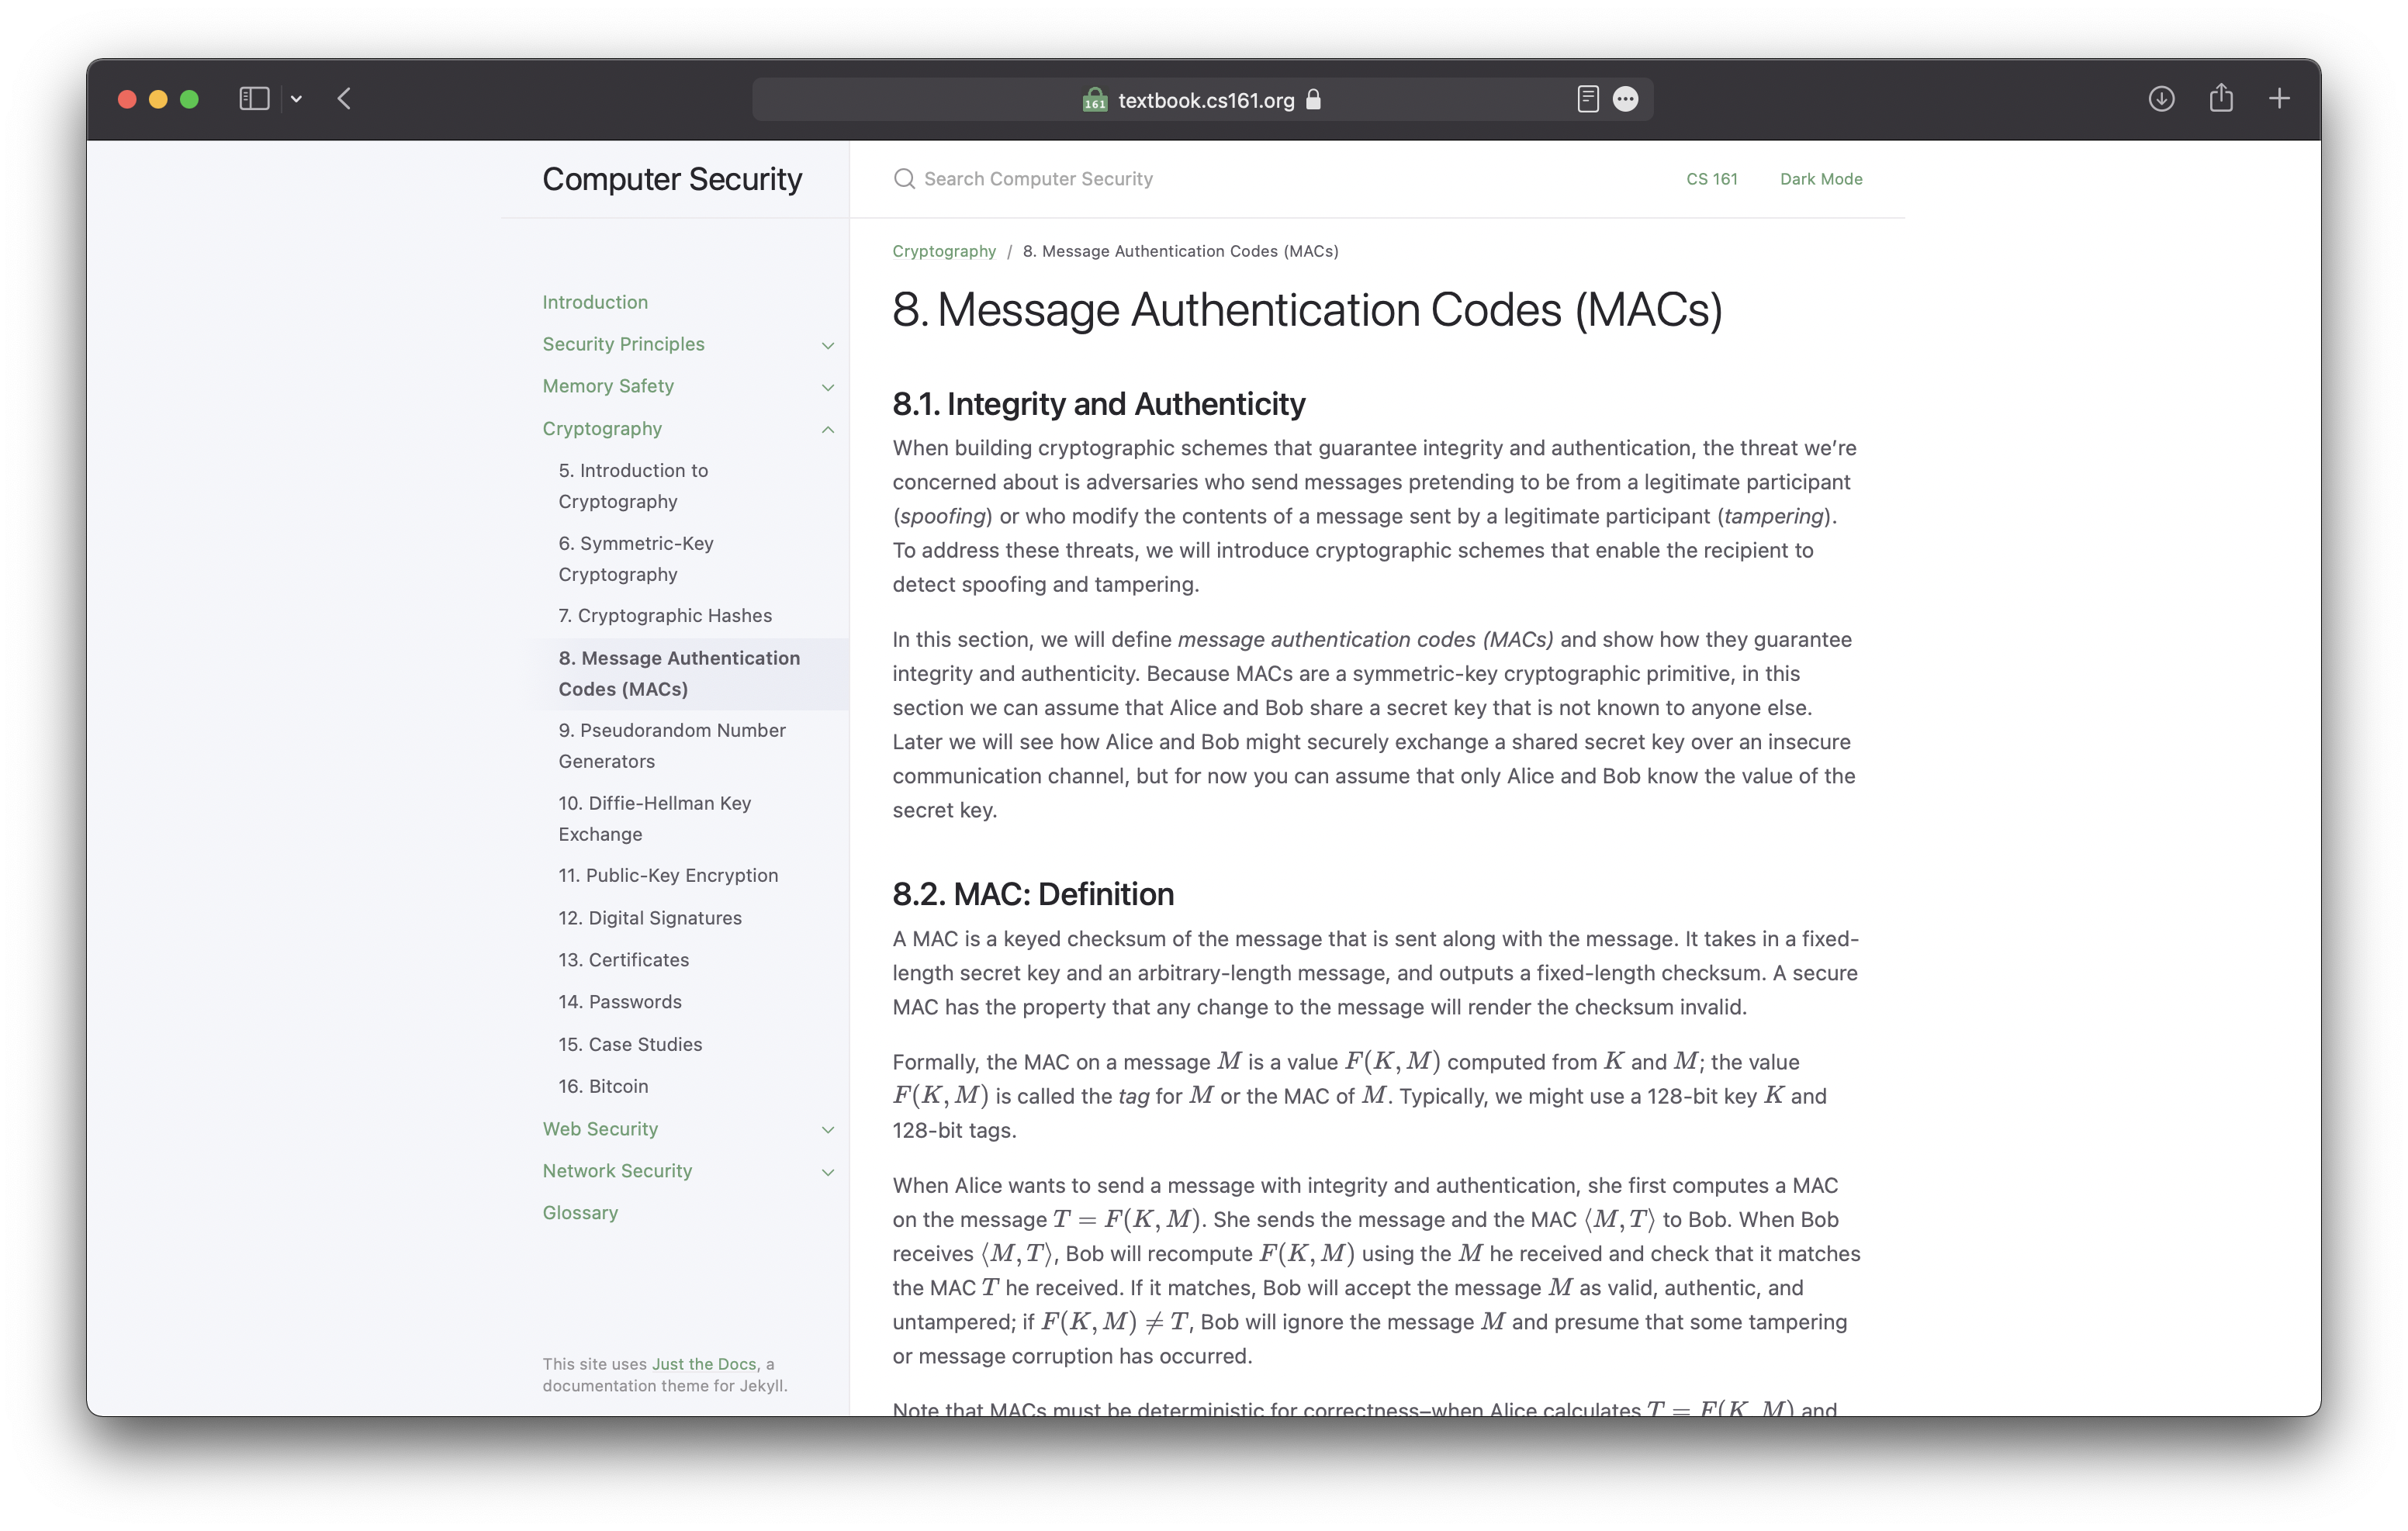 161 textbook.cs161.org
Computer Security
Search Computer Security
CS 161 Dark Mode
Introduction
Security Principles
Memory Safety
Cryptography
5. Introduction to
Cryptography
6. Symmetric-Key
Cryptography
7. Cryptographic Hashes
8. Message Authentication
Codes (MACs)
9. Pseudorandom Number
Generators
10. Diffie-Hellman Key
Exchange
11. Public-Key Encryption
12. Digital Signatures
13. Certificates
14. Passwords
15. Case Studies
16. Bitcoin
Web Security
Network Security
Glossary
This site uses Just the Docs, a
documentation theme for Jekyll.
Cryptography / 8. Message Authentication Codes (MACs)
8. Message Authentication Codes (MACs)
8.1. Integrity and Authenticity
When building cryptographic schemes that guarantee integrity and authentication, the threat we’re
concerned about is adversaries who send messages pretending to be from a legitimate participant
(spoofing) or who modify the contents of a message sent by a legitimate participant (tampering).
To address these threats, we will introduce cryptographic schemes that enable the recipient to
detect spoofing and tampering.
In this section, we will define message authentication codes (MACs) and show how they guarantee
integrity and authenticity. Because MACs are a symmetric-key cryptographic primitive, in this
section we can assume that Alice and Bob share a secret key that is not known to anyone else.
Later we will see how Alice and Bob might securely exchange a shared secret key over an insecure
communication channel, but for now you can assume that only Alice and Bob know the value of the
secret key.
8.2. MAC: Definition
A MAC is a keyed checksum of the message that is sent along with the message. It takes in a fixed-
length secret key and an arbitrary-length message, and outputs a fixed-length checksum. A secure
MAC has the property that any change to the message will render the checksum invalid.
Formally, the MAC on a message M is a value F(K, M) computed from K and M; the value
F(K, M) is called the tag for M or the MAC of M. Typically, we might use a 128-bit key K and
128-bit tags.
When Alice wants to send a message with integrity and authentication, she first computes a MAC
on the message T = F(K, M). She sends the message and the MAC ⟨M, T⟩ to Bob. When Bob
receives ⟨M, T⟩, Bob will recompute F(K, M) using the M he received and check that it matches
the MAC T he received. If it matches, Bob will accept the message M as valid, authentic, and
untampered; if F(K, M) ≠ T, Bob will ignore the message M and presume that some tampering
or message corruption has occurred.
Note that MACs must be deterministic for correctness–when Alice calculates T = F(K, M) and